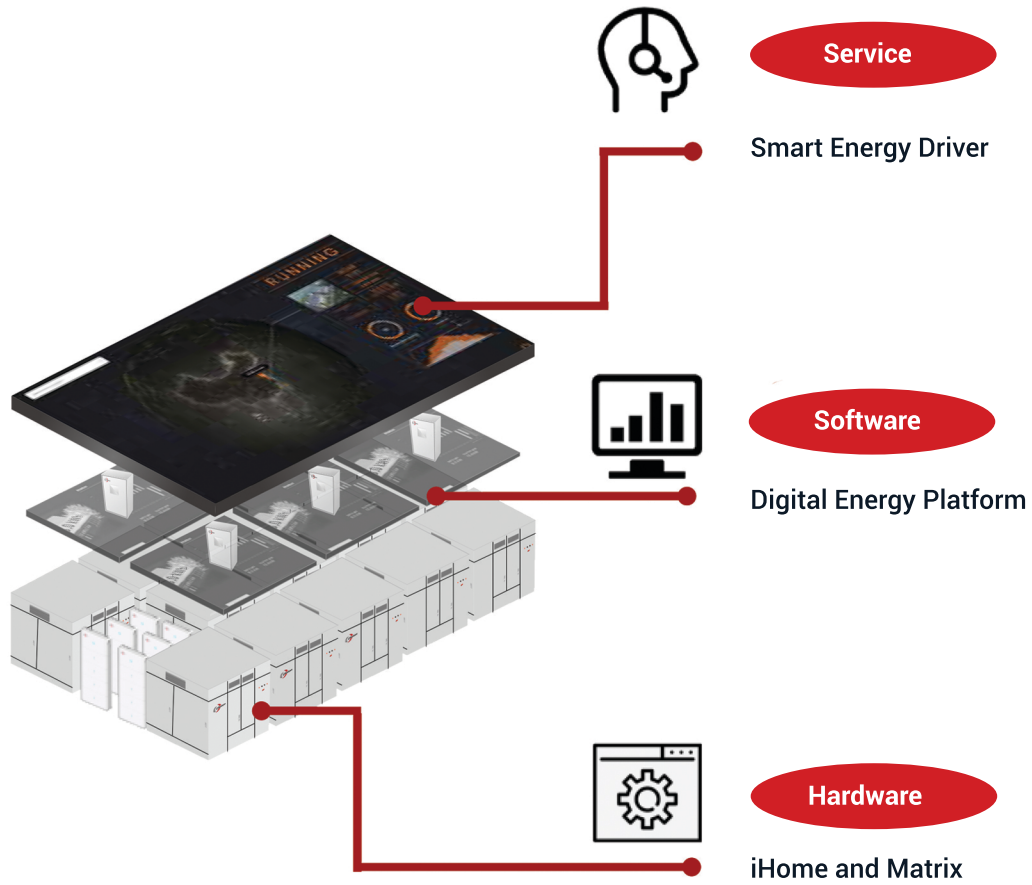 Service
Smart Energy Driver
RUNNING
Software
Digital Energy Platform
Hardware
iHome and Matrix